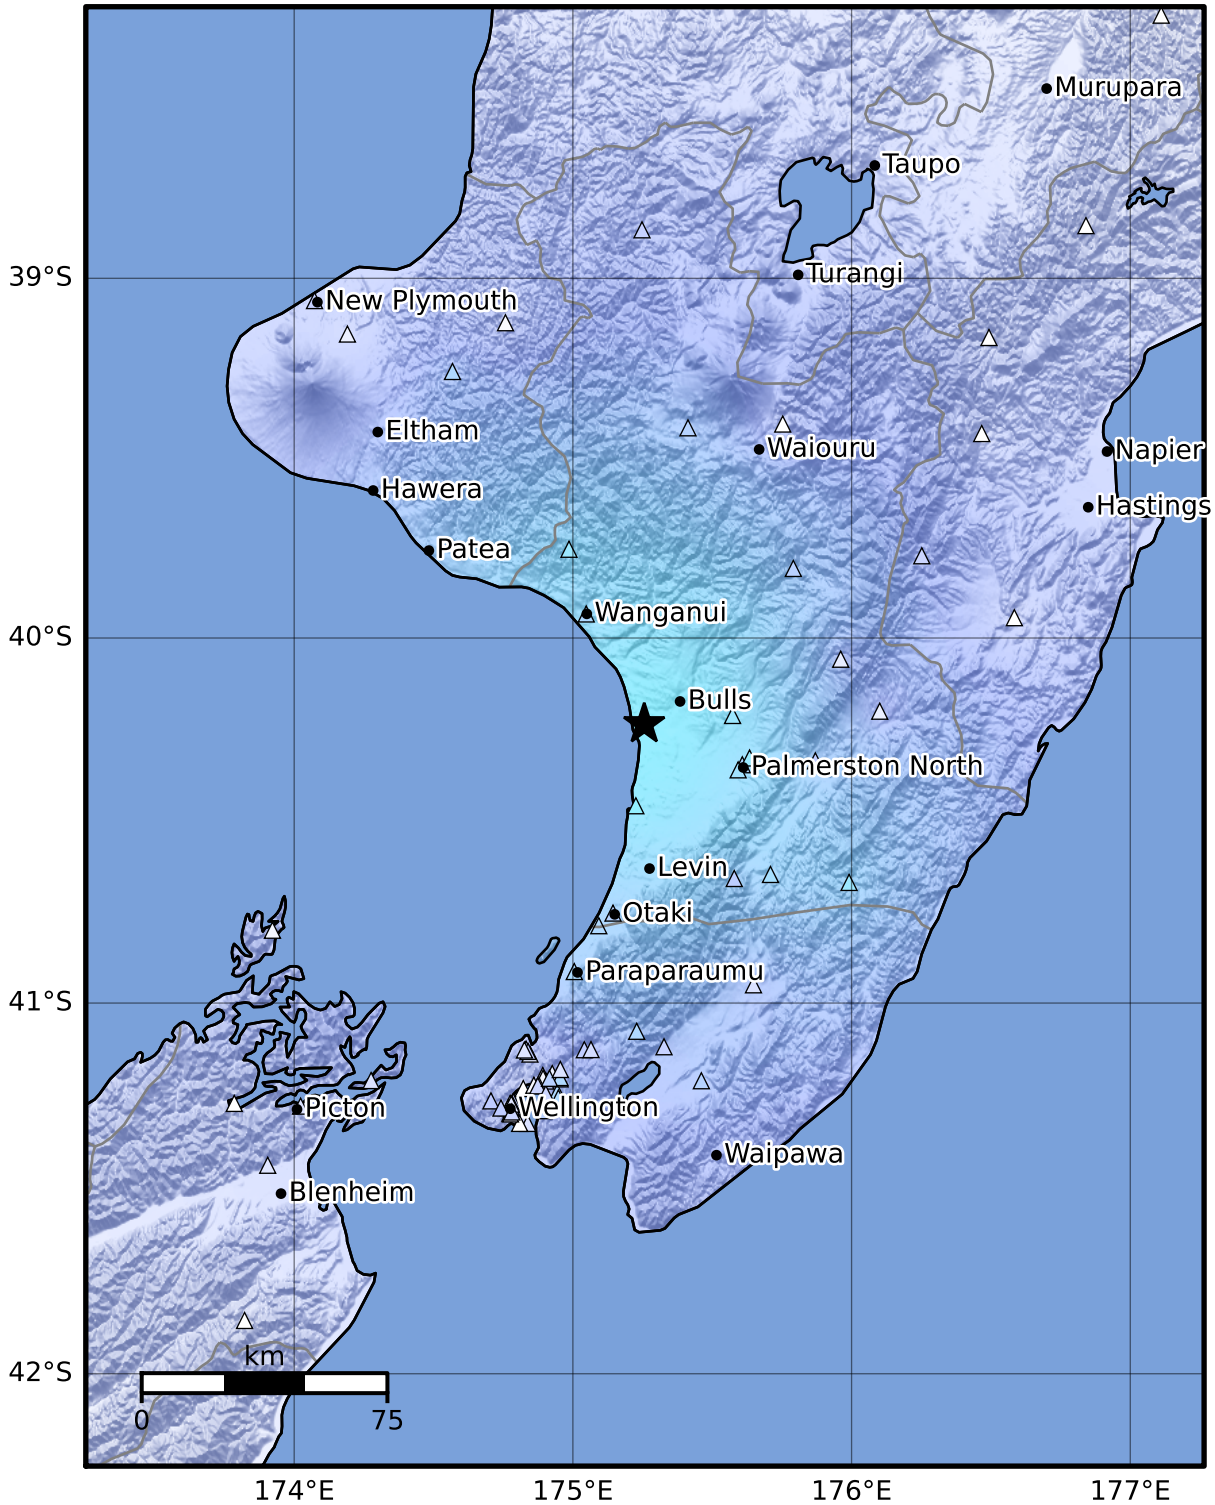 Murupara
Taupo
39°S
Turangi
New Plymouth
Eltham
Waiouru
Napier
Hawera
Hastings
Patea
Wanganui
40°S
Bulls
Palmerston North
Levin
Otaki
Paraparaumu
41°S
Picton
Wellington
Waipawa
Blenheim
km
42°S
0
75
174°E
175°E
176°E
177°E